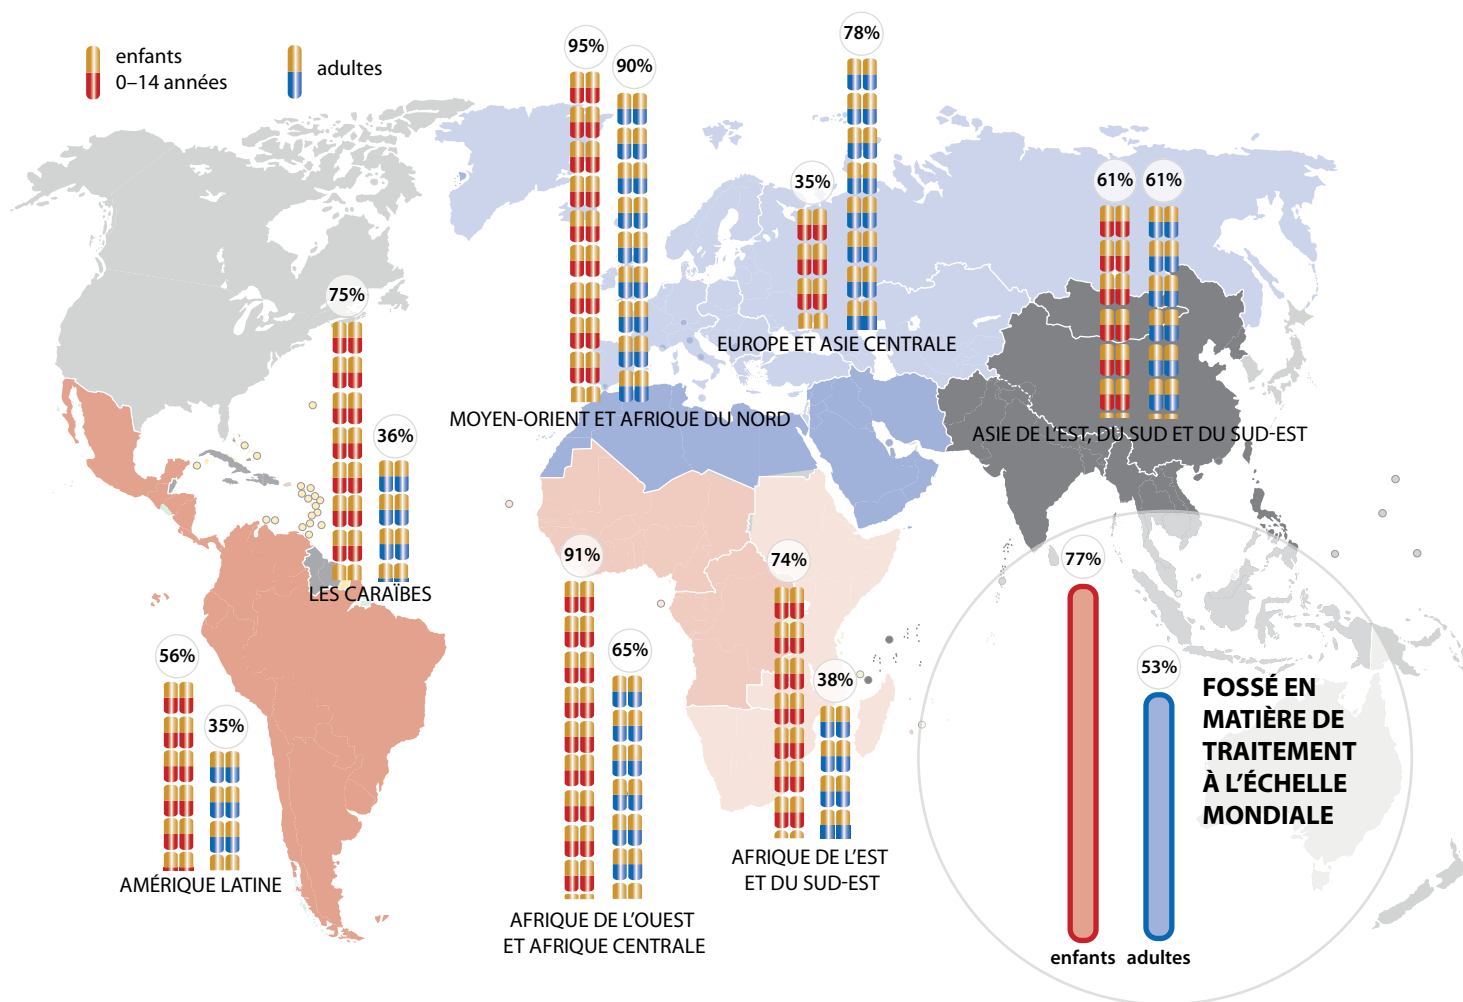 enfants
0–14 années
adultes
95%
90%
78%
35%
61%
61%
75%
36%
EUROPE ET ASIE CENTRALE
MOYEN-ORIENT ET AFRIQUE DU NORD
ASIE DE L'EST, DU SUD ET DU SUD-EST
LES CARAÏBES
56%
35%
AMÉRIQUE LATINE
91%
65%
AFRIQUE DE L'OUEST
ET AFRIQUE CENTRALE
74%
38%
AFRIQUE DE L'EST
ET DU SUD-EST
77%
53%
FOSSÉ EN
MATIÈRE DE
TRAITEMENT
À L'ÉCHELLE
MONDIALE
enfants
adultes